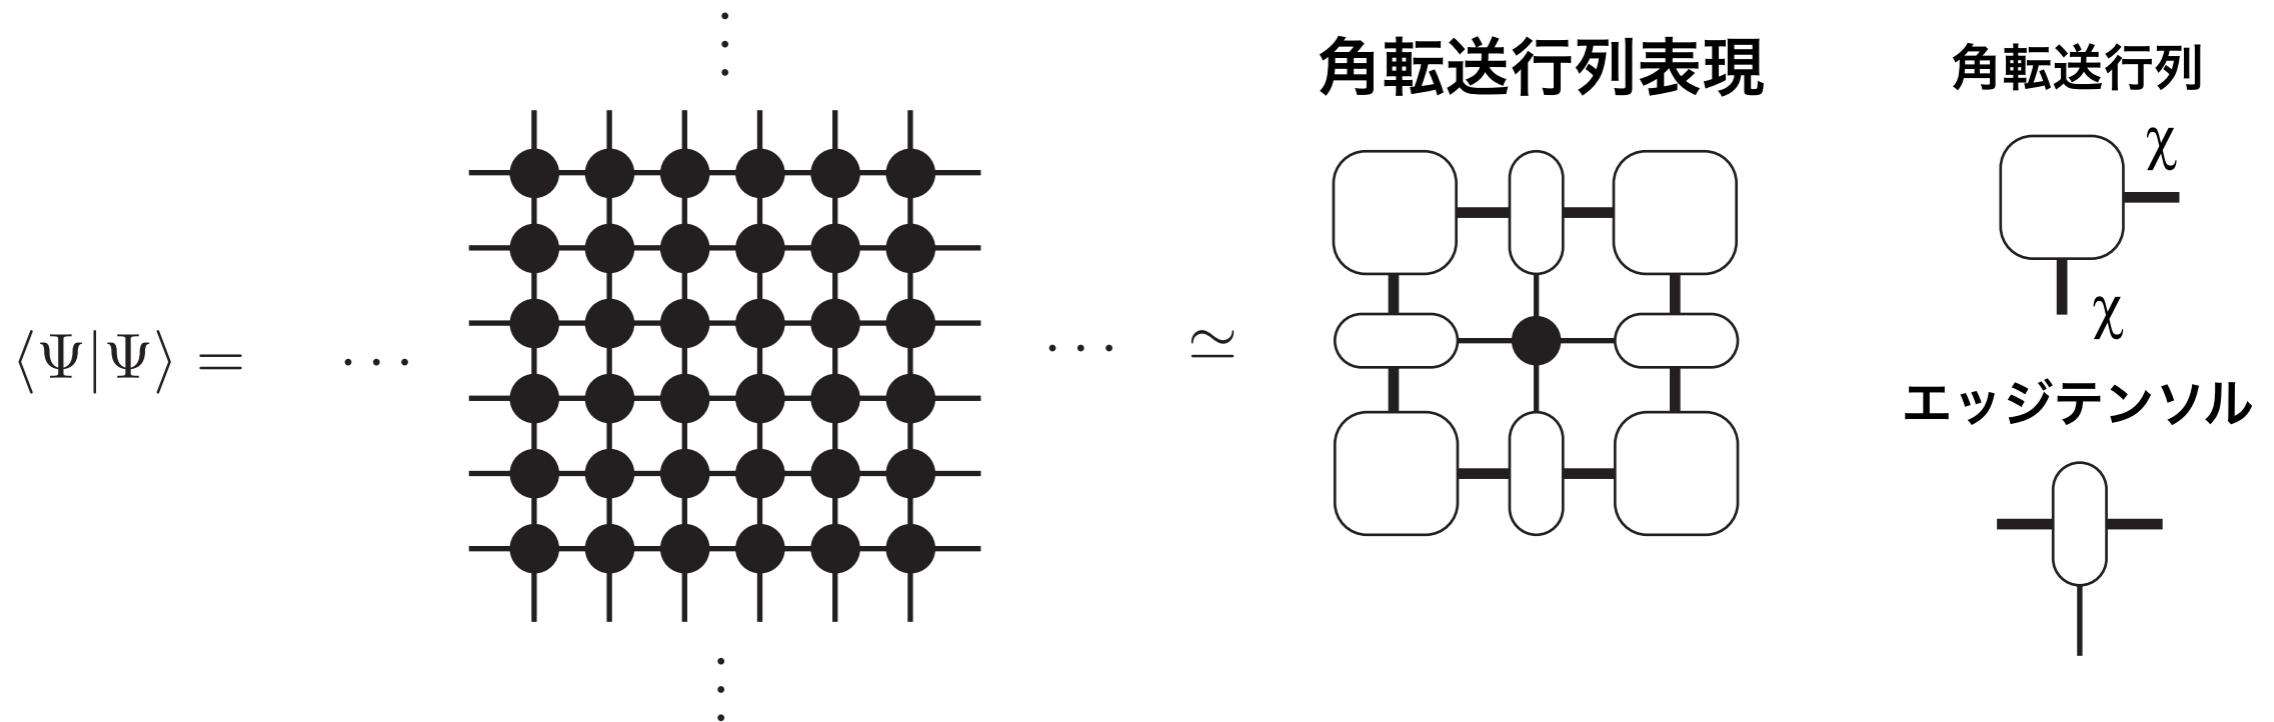 ⟨Ψ|Ψ⟩ = ··· ··· ≃
角転送行列表現
角転送行列
χ
χ
エッジテンソル